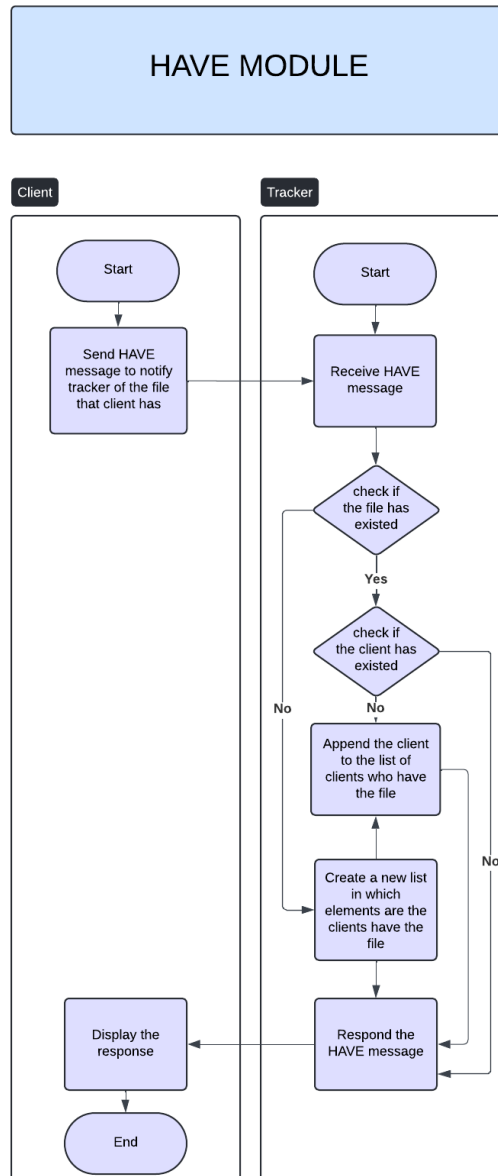 HAVE MODULE
Client
Tracker
Start
Start
Send HAVE
message to notify
tracker of the file
that client has
Receive HAVE
message
check if
the file has
existed
Yes
check if
the client has
existed
No
No
Append the client
to the list of
clients who have
the file
No
Create a new list
in which
elements are the
clients have the
file
Display the
response
Respond the
HAVE message
End